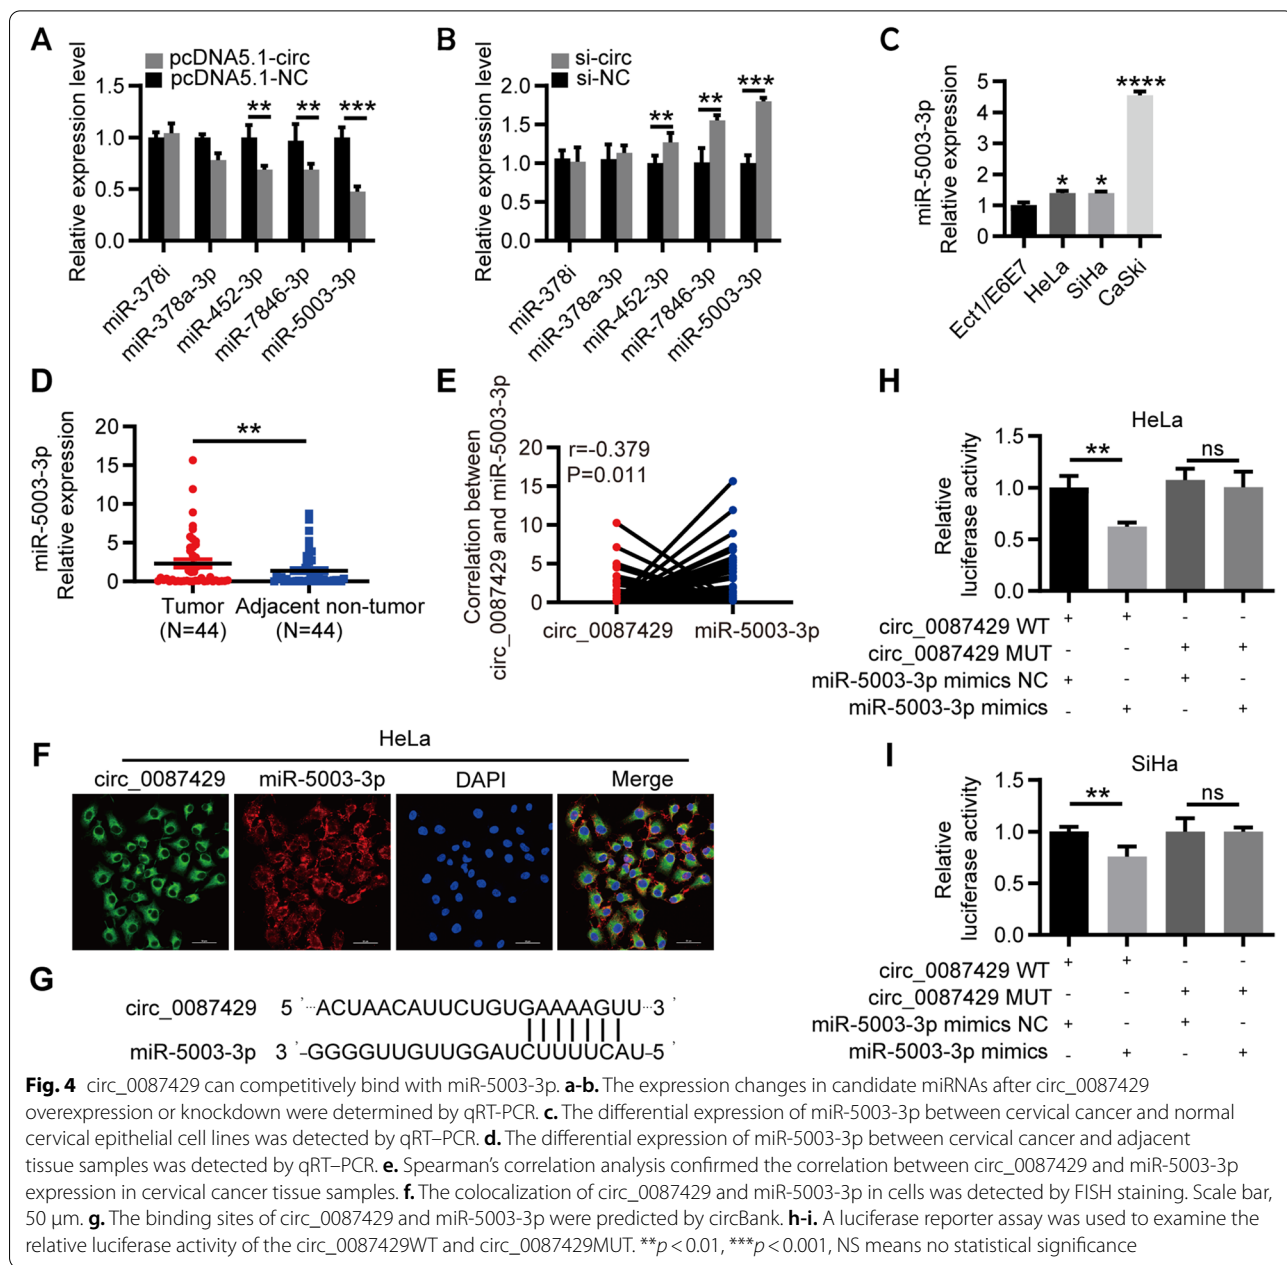 A
Relative expression level
pcDNA5.1-circ
pcDNA5.1-NC
1.5
1.0
0.5
0.0
** ** ***
miR-378i
miR-378a-3p
miR-452-3p
miR-7846-3p
miR-5003-3p
B
Relative expression level
si-circ
si-NC
2.0
1.5
1.0
0.5
0.0
** ** ***
miR-378i
miR-378a-3p
miR-452-3p
miR-7846-3p
miR-5003-3p
C
miR-5003-3p
Relative expression
5
4
3
2
1
0
* * ****
Ect1/E6E7
HeLa
SiHa
CaSki
D
miR-5003-3p
Relative expression
20
15
10
5
0
**
Tumor
(N=44)
Adjacent non-tumor
(N=44)
E
Correlation between
circ_0087429 and miR-5003-3p
20
15
10
5
0
r=-0.379
P=0.011
circ_0087429 miR-5003-3p
F
HeLa
circ_0087429 miR-5003-3p DAPI Merge
G
circ_0087429 5 '···ACUAACAUUCUGUGAAAAGUU···3 '
miR-5003-3p 3 '–GGGGUUGUUGGAUCUUUUCAU–5 '
H
HeLa
Relative
luciferase activity
1.5
1.0
0.5
0.0
** ns
circ_0087429 WT + + - -
circ_0087429 MUT - - + +
miR-5003-3p mimics NC + - + -
miR-5003-3p mimics - + - +
I
SiHa
Relative
luciferase activity
1.5
1.0
0.5
0.0
** ns
circ_0087429 WT + + - -
circ_0087429 MUT - - + +
miR-5003-3p mimics NC + - + -
miR-5003-3p mimics - + - +
Fig. 4 circ_0087429 can competitively bind with miR-5003-3p. a-b. The expression changes in candidate miRNAs after circ_0087429
overexpression or knockdown were determined by qRT-PCR. c. The differential expression of miR-5003-3p between cervical cancer and normal
cervical epithelial cell lines was detected by qRT–PCR. d. The differential expression of miR-5003-3p between cervical cancer and adjacent
tissue samples was detected by qRT–PCR. e. Spearman's correlation analysis confirmed the correlation between circ_0087429 and miR-5003-3p
expression in cervical cancer tissue samples. f. The colocalization of circ_0087429 and miR-5003-3p in cells was detected by FISH staining. Scale bar,
50 μm. g. The binding sites of circ_0087429 and miR-5003-3p were predicted by circBank. h-i. A luciferase reporter assay was used to examine the
relative luciferase activity of the circ_0087429WT and circ_0087429MUT. **p < 0.01, ***p < 0.001, NS means no statistical significance